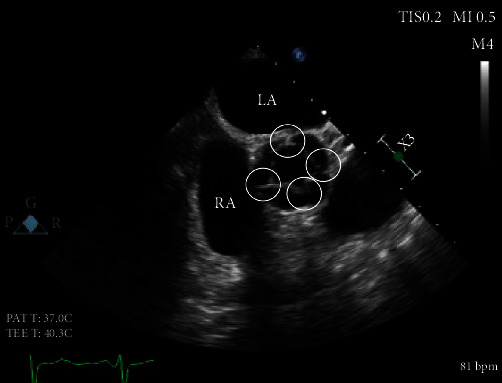 TIS0.2 MI 0.5
M4
LA
X3
RA
G
P R
PAT T: 37.0C
TEE T: 40.3C
81 bpm